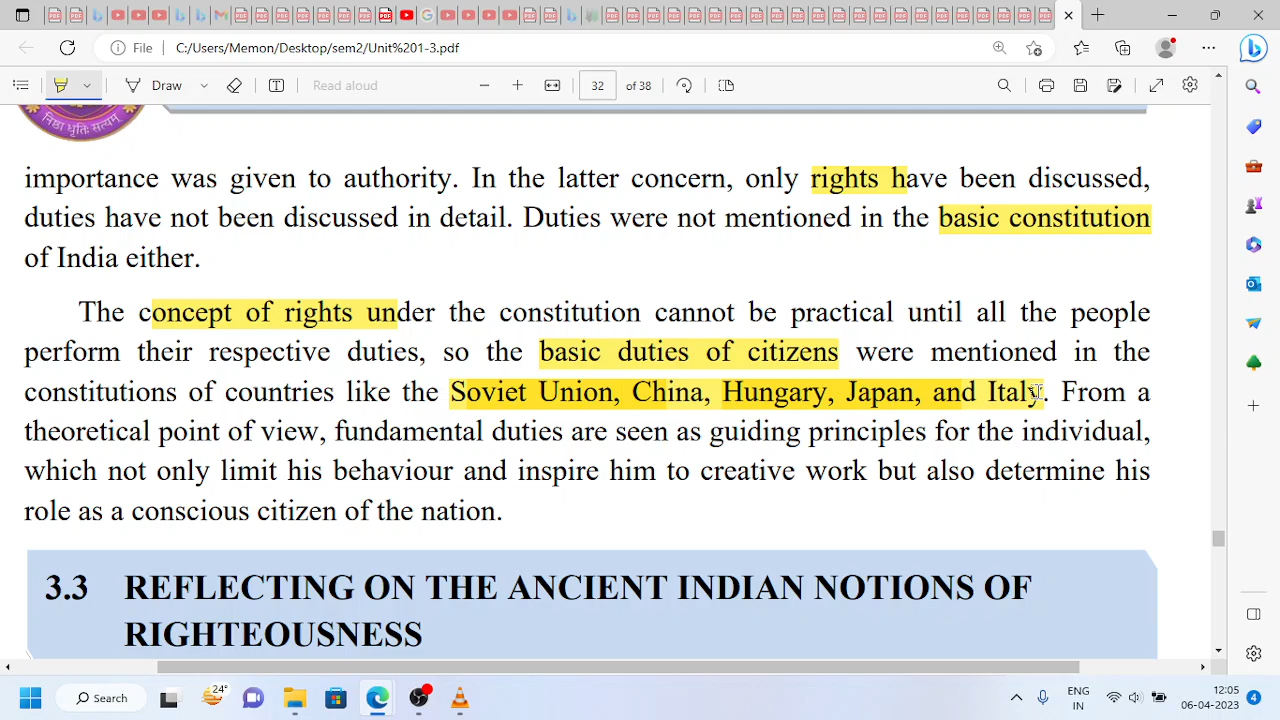 File
C:/Users/Memon/Desktop/sem2/Unit%201-3.pdf
Draw
Read aloud
32
of 38
निष्ठा धृतिः सत्यम्
importance was given to authority. In the latter concern, only rights have been discussed,
duties have not been discussed in detail. Duties were not mentioned in the basic constitution
of India either.
The concept of rights under the constitution cannot be practical until all the people
perform their respective duties, so the basic duties of citizens were mentioned in the
constitutions of countries like the Soviet Union, China, Hungary, Japan, and Italy. From a
theoretical point of view, fundamental duties are seen as guiding principles for the individual,
which not only limit his behaviour and inspire him to creative work but also determine his
role as a conscious citizen of the nation.
3.3 REFLECTING ON THE ANCIENT INDIAN NOTIONS OF
RIGHTEOUSNESS
Search
24°
ENG
IN
12:05
06-04-2023
4